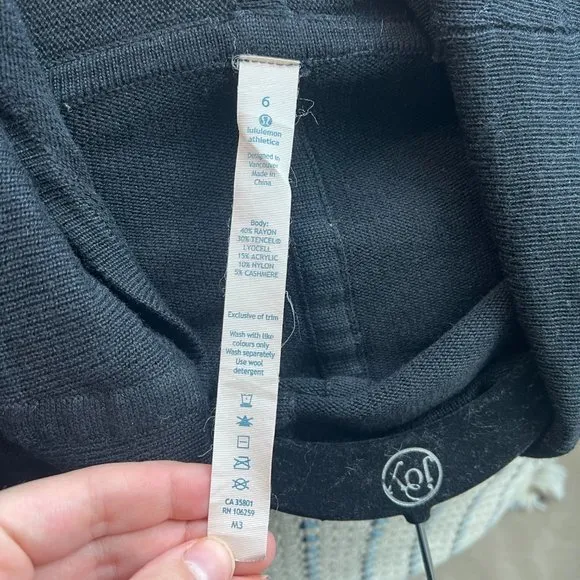 6
lululemon
athletica
Designed in
Vancouver
Made in
China
Body:
40% RAYON
30% TENCEL®
LYOCELL
15% ACRYLIC
10% NYLON
5% CASHMERE
Exclusive of trim
Wash with like
colours only
Wash separately
Use wool
detergent
CA 35801
RN 106259
M3
joy